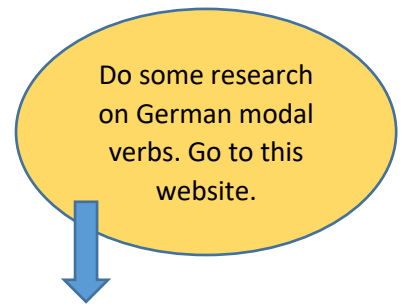 Do some research
on German modal
verbs. Go to this
website.